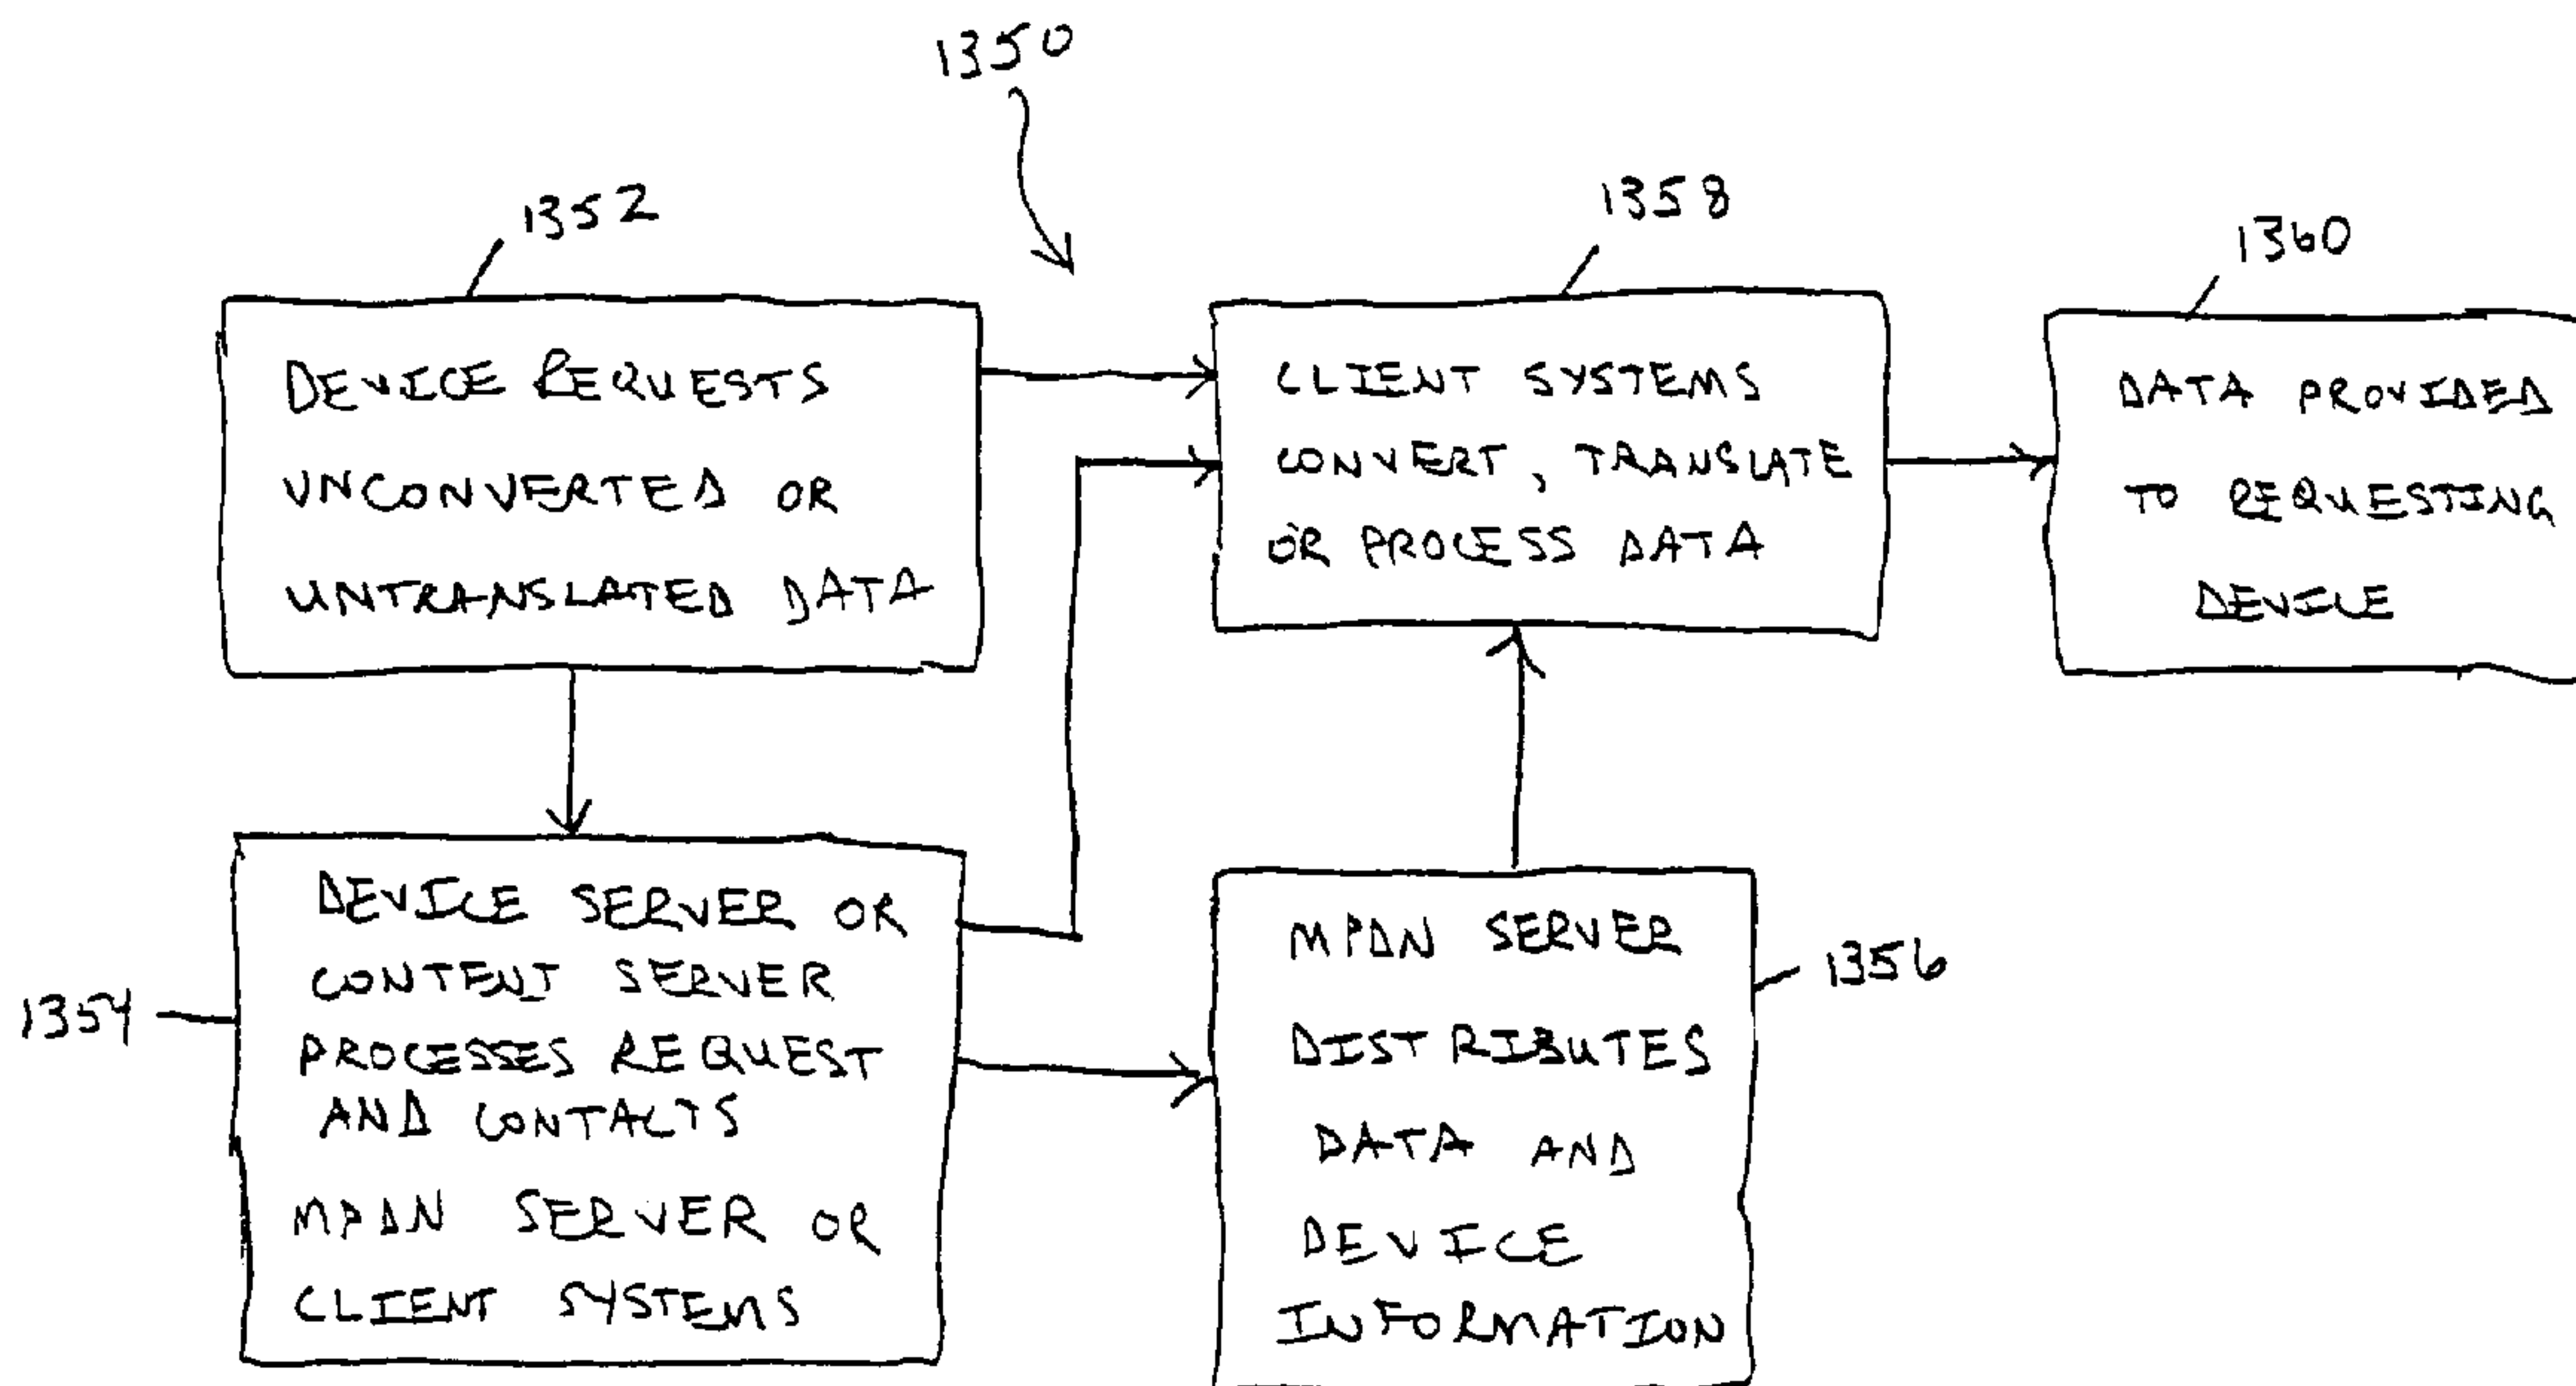 1350
1352
DEVICE REQUESTS
UNCONVERTED OR
UNTRANSLATED DATA
1358
CLIENT SYSTEMS
CONVERT, TRANSLATE
OR PROCESS DATA
1360
DATA PROVIDED
TO REQUESTING
DEVICE
1354
DEVICE SERVER OR
CONTENT SERVER
PROCESSES REQUEST
AND CONTACTS
MPDN SERVER OR
CLIENT SYSTEMS
1356
MPDN SERVER
DISTRIBUTES
DATA AND
DEVICE
INFORMATION